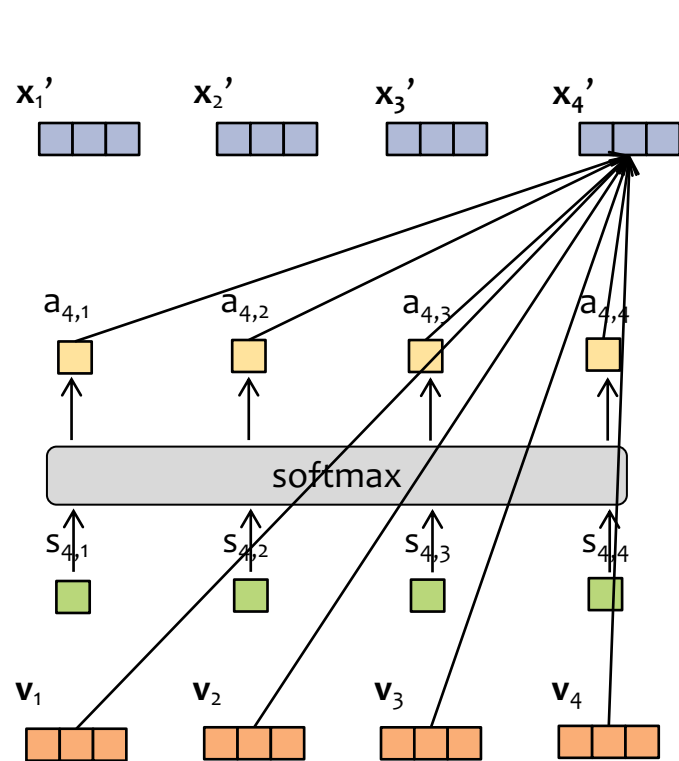 x₁’ x₂’ x₃’ x₄’
a₄,₁ a₄,₂ a₄,₃ a₄,₄
softmax
s₄,₁ s₄,₂ s₄,₃ s₄,₄
v₁ v₂ v₃ v₄